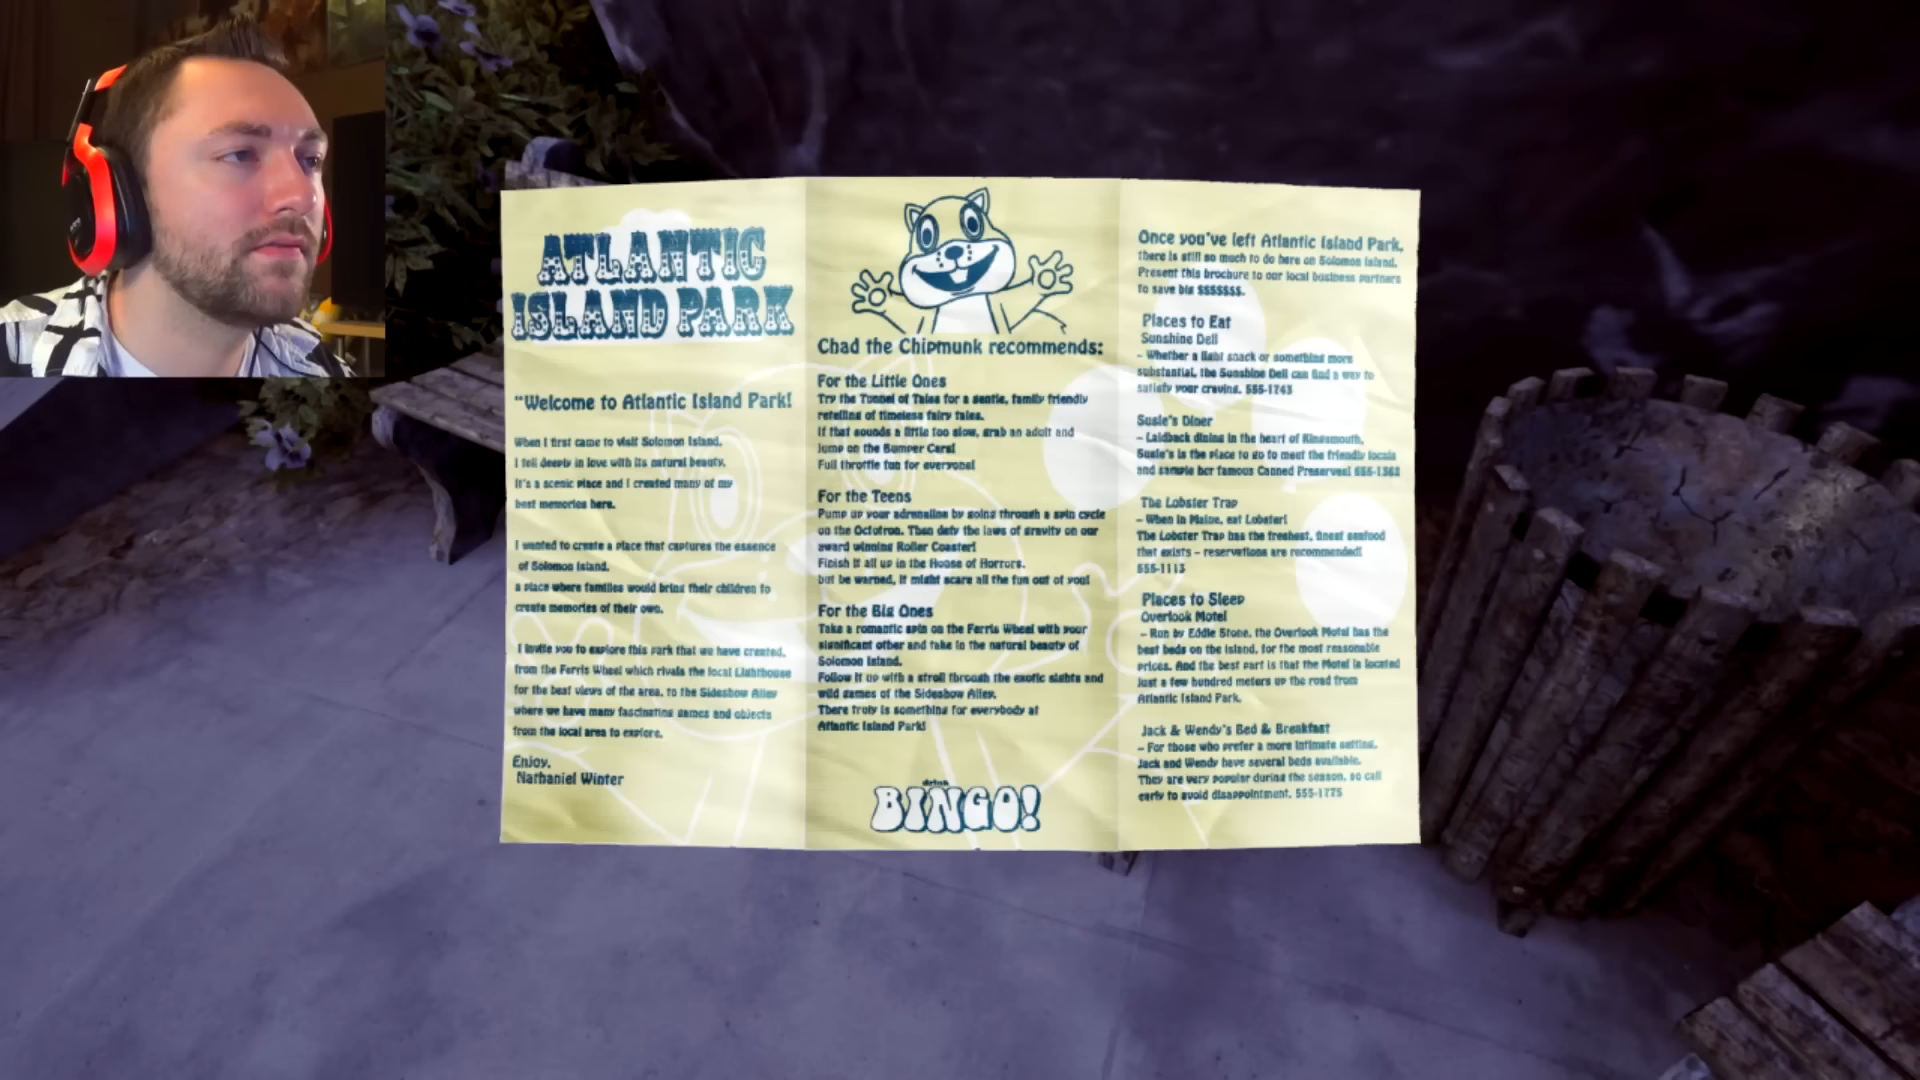 ATLANTIC
ISLAND PARK
"Welcome to Atlantic Island Park!
When I first came to visit Solomon Island,
I fell deeply in love with its natural beauty.
It's a scenic place and I created many of my
best memories here.
I wanted to create a place that captures the essence
of Solomon Island,
a place where families would bring their children to
create memories of their own.
I invite you to explore this park that we have created,
from the Ferris Wheel which rivals the local Lighthouse
for the best views of the area, to the Sideshow Alley
where we have many fascinating games and objects
from the local area to explore.
Enjoy,
Nathaniel Winter
Chad the Chipmunk recommends:
For the Little Ones
Try the Tunnel of Tales for a gentle, family friendly
retelling of timeless fairy tales.
If that sounds a little too slow, grab an adult and
jump on the Bumper Cars!
Full throttle fun for everyone!
For the Teens
Pump up your adrenaline by going through a spin cycle
on the Octotron. Then defy the laws of gravity on our
award winning Roller Coaster!
Finish it all up in the House of Horrors,
but be warned, it might scare all the fun out of you!
For the Big Ones
Take a romantic spin on the Ferris Wheel with your
significant other and take in the natural beauty of
Solomon Island.
Follow it up with a stroll through the exotic sights and
wild games of the Sideshow Alley.
There truly is something for everybody at
Atlantic Island Park!
drink
BINGO!
Once you've left Atlantic Island Park,
there is still so much to do here on Solomon Island.
Present this brochure to our local business partners
to save big $$$$$$$.
Places to Eat
Sunshine Dell
- Whether a light snack or something more
substantial, the Sunshine Dell can find a way to
satisfy your craving. 555-1743
Susie's Diner
- Laidback dining in the heart of Kingsmouth,
Susie's is the place to go to meet the friendly locals
and sample her famous Canned Preserves! 555-1362
The Lobster Trap
- When in Maine, eat Lobster!
The Lobster Trap has the freshest, finest seafood
that exists - reservations are recommended!
555-1113
Places to Sleep
Overlook Motel
- Run by Eddie Stone, the Overlook Motel has the
best beds on the island, for the most reasonable
prices. And the best part is that the Motel is located
just a few hundred meters up the road from
Atlantic Island Park.
Jack & Wendy's Bed & Breakfast
- For those who prefer a more intimate setting,
Jack and Wendy have several beds available.
They are very popular during the season, so call
early to avoid disappointment. 555-1775